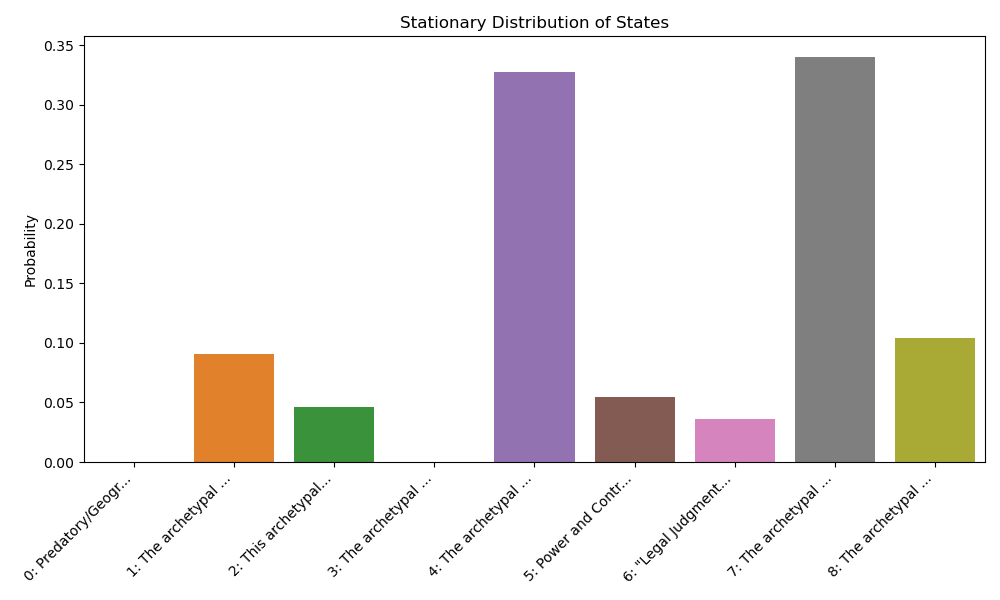 Stationary Distribution of States
Probability
0.35
0.30
0.25
0.20
0.15
0.10
0.05
0.00
0: Predatory/Geogr...
1: The archetypal ...
2: This archetypal...
3: The archetypal ...
4: The archetypal ...
5: Power and Contr...
6: "Legal Judgment...
7: The archetypal ...
8: The archetypal ...